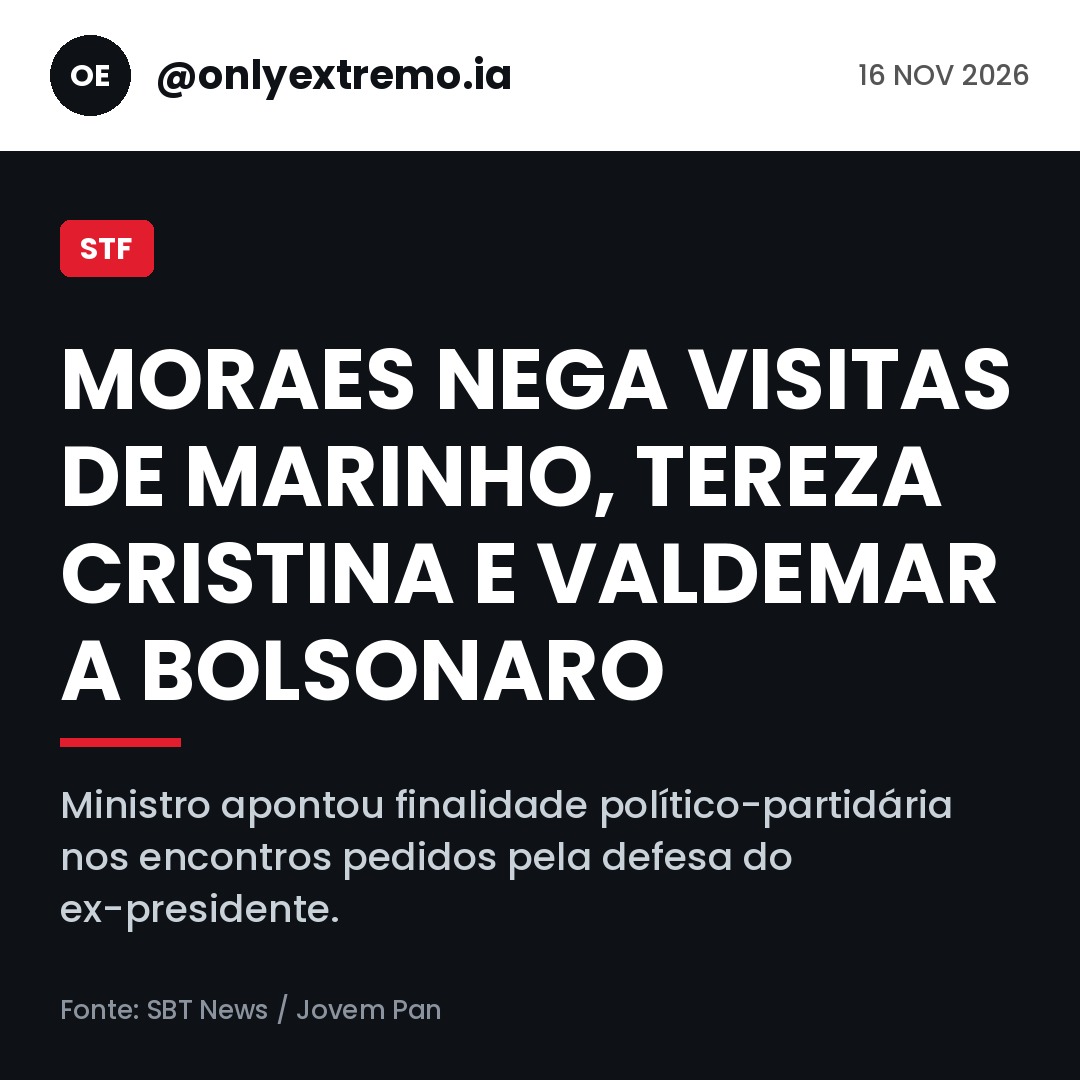 OE
@onlyextremo.ia
16 NOV 2026
STF
MORAES NEGA VISITAS
DE MARINHO, TEREZA
CRISTINA E VALDEMAR
A BOLSONARO
Ministro apontou finalidade político-partidária
nos encontros pedidos pela defesa do
ex-presidente.
Fonte: SBT News / Jovem Pan